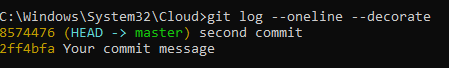 C:\Windows\System32\Cloud>git log --oneline --decorate
8574476 (HEAD -> master) second commit
2ff4bfa Your commit message